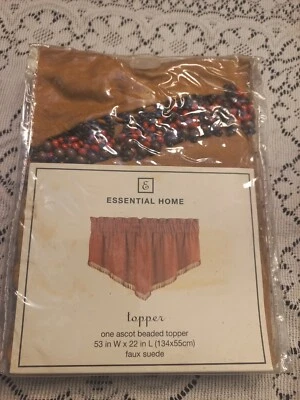 E
ESSENTIAL HOME
topper
one ascot beaded topper
53 in W x 22 in L (134x55cm)
faux suede